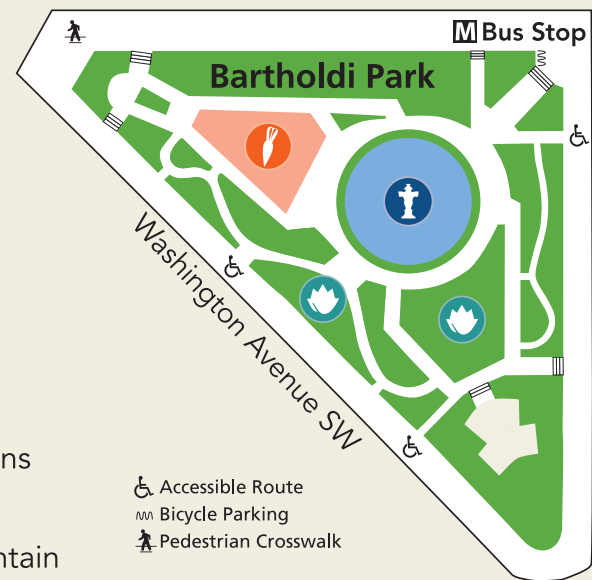 M Bus Stop
Bartholdi Park
Washington Avenue SW
ns
Accessible Route
Bicycle Parking
Pedestrian Crosswalk
ntain